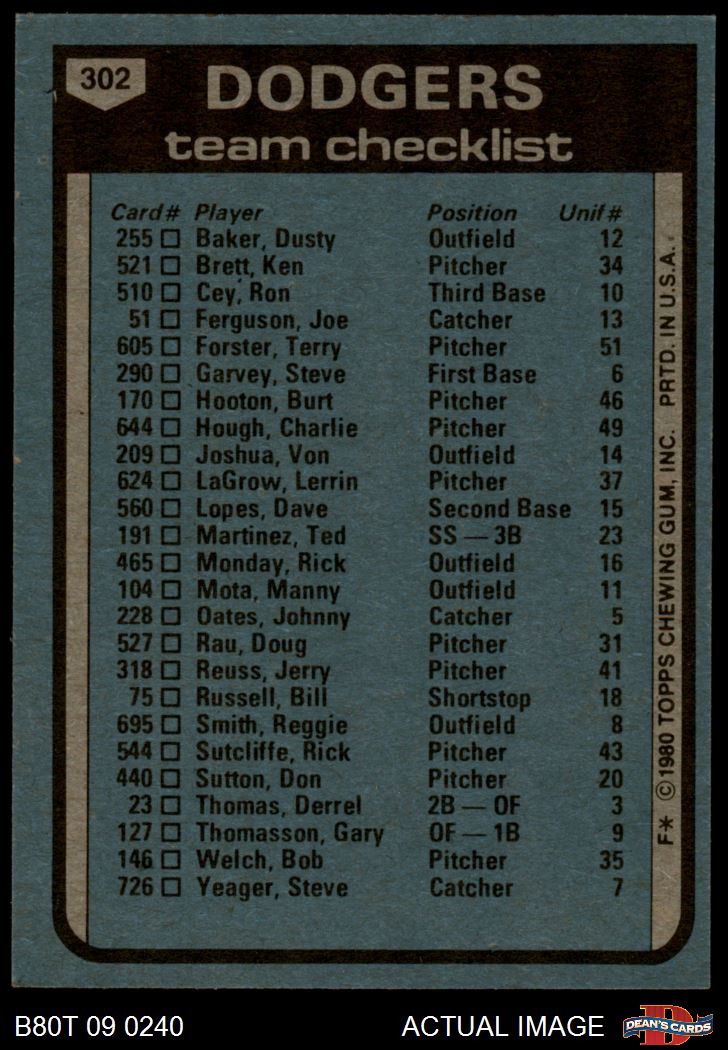 302
DODGERS
team checklist
Card# Player Position Unif#
255 Baker, Dusty Outfield 12
521 Brett, Ken Pitcher 34
510 Cey, Ron Third Base 10
51 Ferguson, Joe Catcher 13
605 Forster, Terry Pitcher 51
290 Garvey, Steve First Base 6
170 Hooton, Burt Pitcher 46
644 Hough, Charlie Pitcher 49
209 Joshua, Von Outfield 14
624 LaGrow, Lerrin Pitcher 37
560 Lopes, Dave Second Base 15
191 Martinez, Ted SS — 3B 23
465 Monday, Rick Outfield 16
104 Mota, Manny Outfield 11
228 Oates, Johnny Catcher 5
527 Rau, Doug Pitcher 31
318 Reuss, Jerry Pitcher 41
75 Russell, Bill Shortstop 18
695 Smith, Reggie Outfield 8
544 Sutcliffe, Rick Pitcher 43
440 Sutton, Don Pitcher 20
23 Thomas, Derrel 2B — OF 3
127 Thomasson, Gary OF — 1B 9
146 Welch, Bob Pitcher 35
726 Yeager, Steve Catcher 7
F* © 1980 TOPPS CHEWING GUM, INC. PRTD. IN U.S.A.
B80T 09 0240 ACTUAL IMAGE
D
DEAN'S CARDS